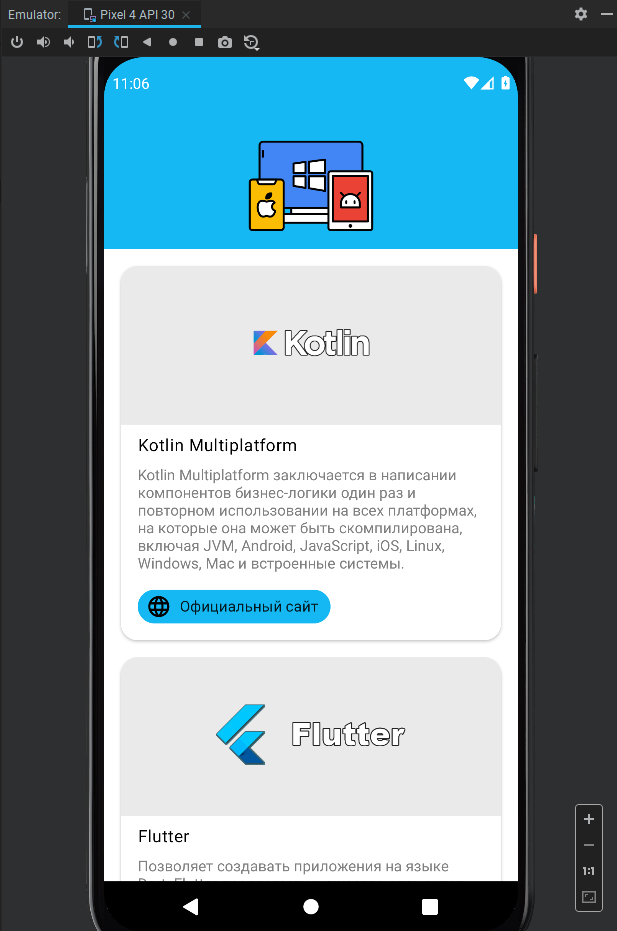 Emulator: Pixel 4 API 30
11:06
Kotlin
Kotlin Multiplatform
Kotlin Multiplatform заключается в написании
компонентов бизнес-логики один раз и
повторном использовании на всех платформах,
на которые она может быть скомпилирована,
включая JVM, Android, JavaScript, iOS, Linux,
Windows, Mac и встроенные системы.
Официальный сайт
Flutter
Flutter
Позволяет создавать приложения на языке
1:1